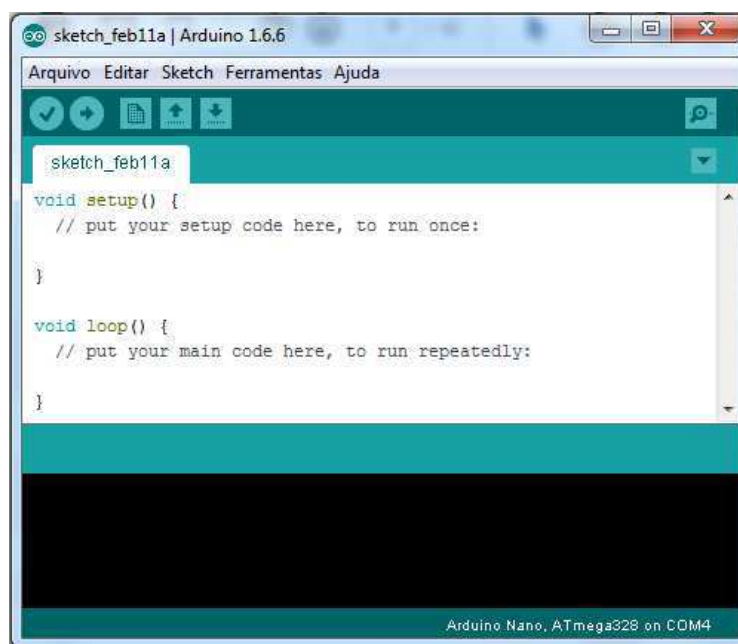 sketch_feb11a | Arduino 1.6.6
Arquivo Editar Sketch Ferramentas Ajuda
sketch_feb11a
void setup() {
// put your setup code here, to run once:
}
void loop() {
// put your main code here, to run repeatedly:
}
Arduino Nano, ATmega328 on COM4